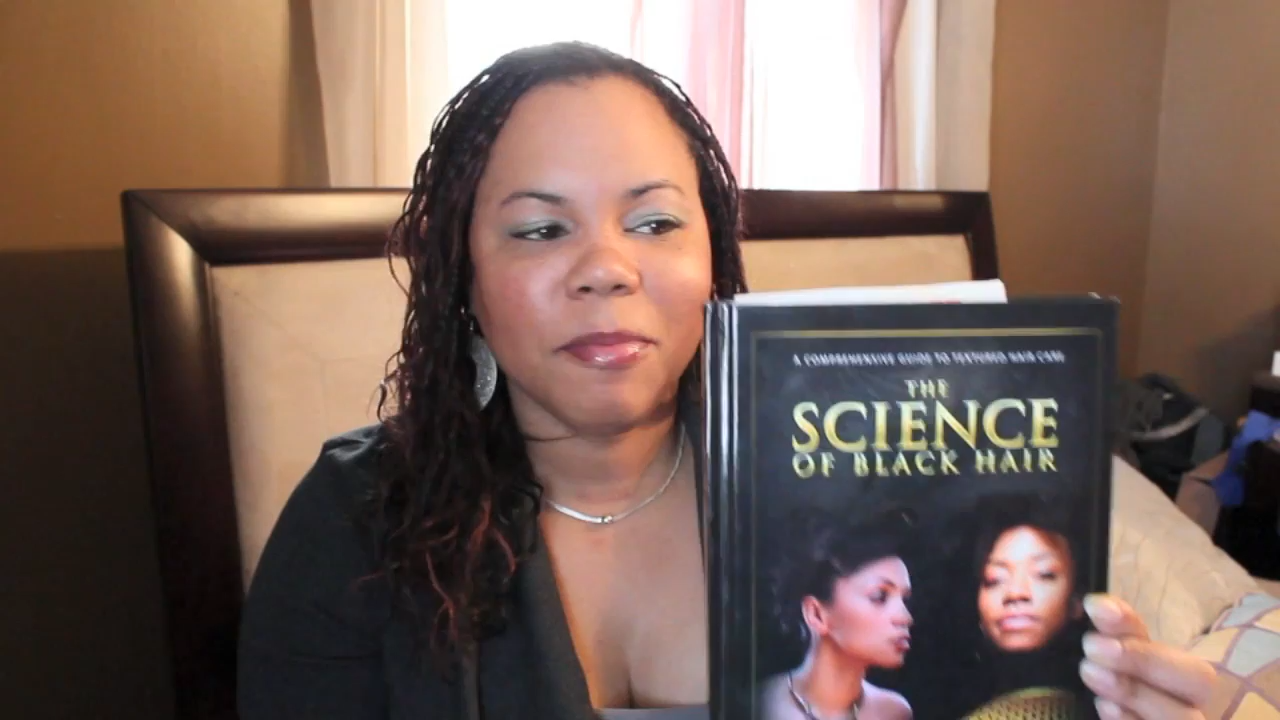 A COMPREHENSIVE GUIDE TO TEXTURED HAIR CARE
THE
SCIENCE
OF BLACK HAIR